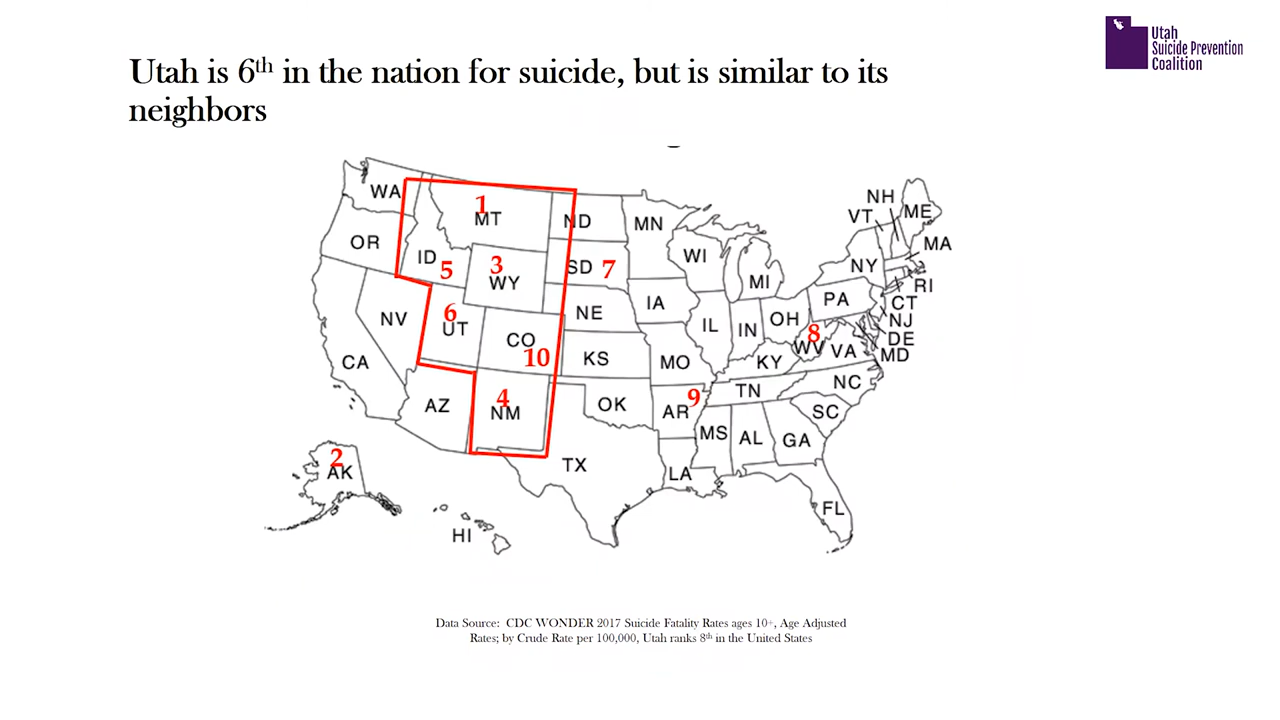 Utah
Suicide Prevention
Coalition
Utah is 6th in the nation for suicide, but is similar to its
neighbors
WA
1
MT
ND
MN
NH
VT
ME
OR
ID
5
3
WY
SD 7
WI
MI
NY
MA
RI
NV
6
UT
CO
10
NE
IA
IL
IN
OH
PA
CT
NJ
DE
MD
CA
KS
MO
KY
8
WV
VA
AZ
4
NM
OK
AR
9
TN
NC
SC
MS
AL
GA
TX
LA
FL
2
AK
HI
Data Source: CDC WONDER 2017 Suicide Fatality Rates ages 10+, Age Adjusted
Rates; by Crude Rate per 100,000, Utah ranks 8th in the United States